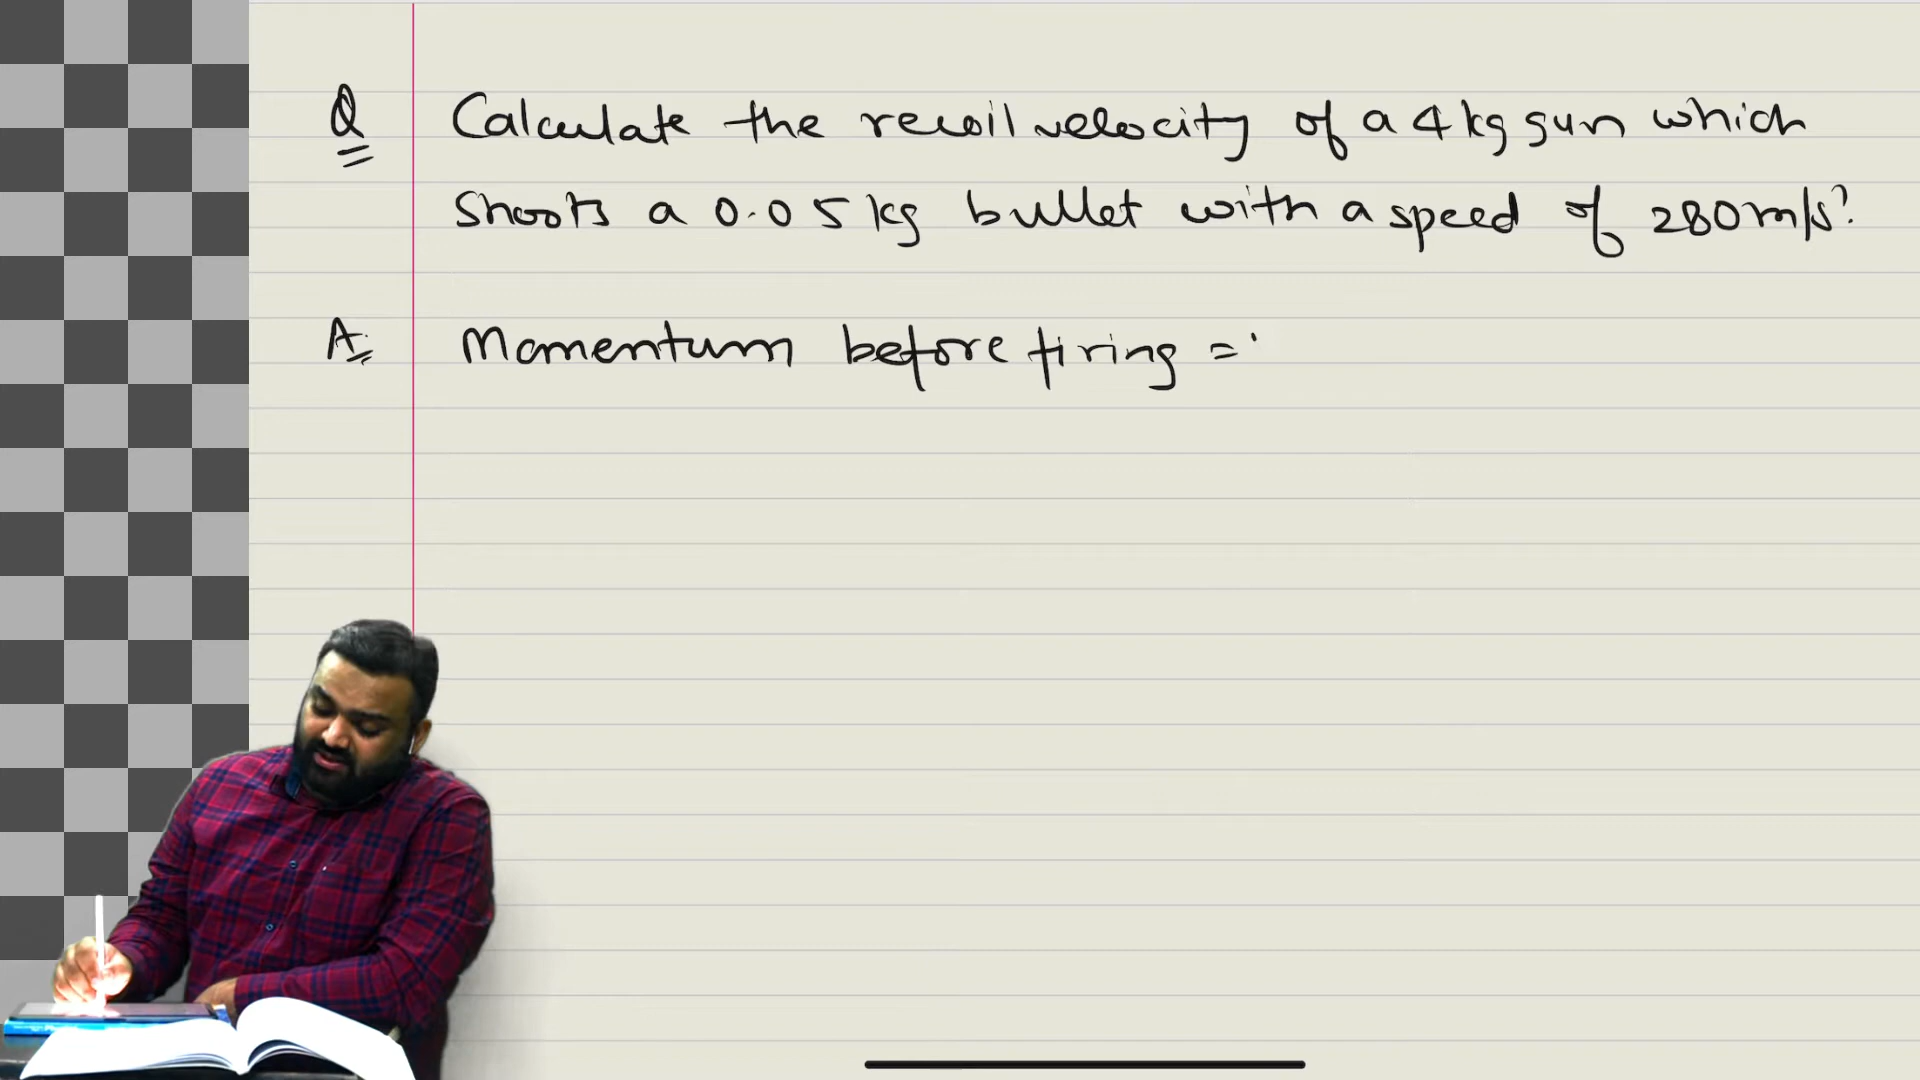 Q Calculate the recoil velocity of a 4 kg gun which
shoots a 0.05 kg bullet with a speed of 280 m/s?
A. Momentum before firing =